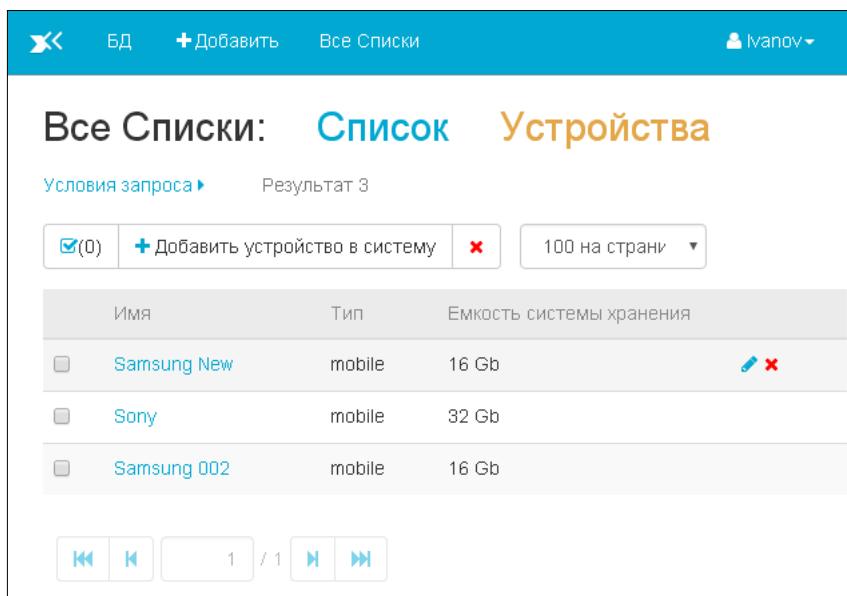 БД Добавить Все Списки Ivanov
Все Списки: Список Устройства
Условия запроса Результат 3
(0) Добавить устройство в систему 100 на страни
Имя Тип Емкость системы хранения
Samsung New mobile 16 Gb
Sony mobile 32 Gb
Samsung 002 mobile 16 Gb
1 / 1